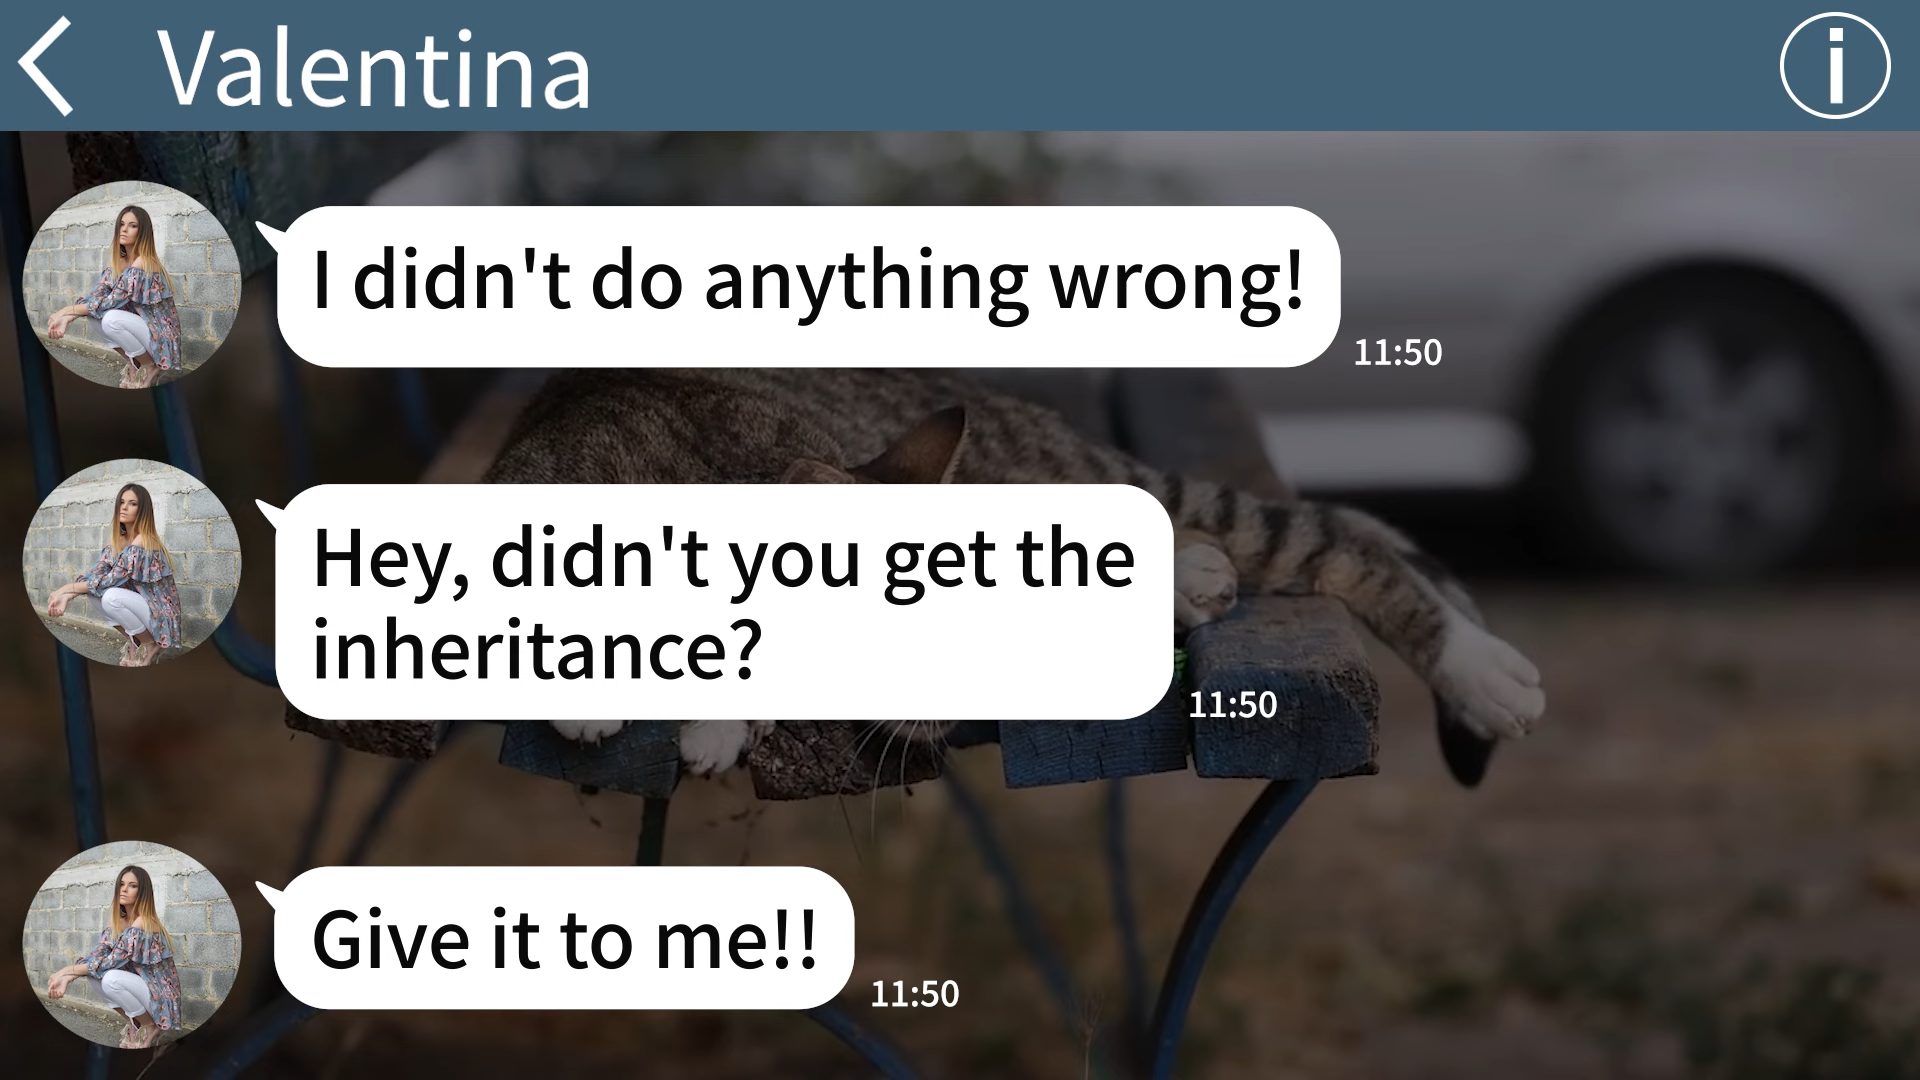 Valentina
I didn't do anything wrong!
11:50
Hey, didn't you get the
inheritance?
11:50
Give it to me!!
11:50